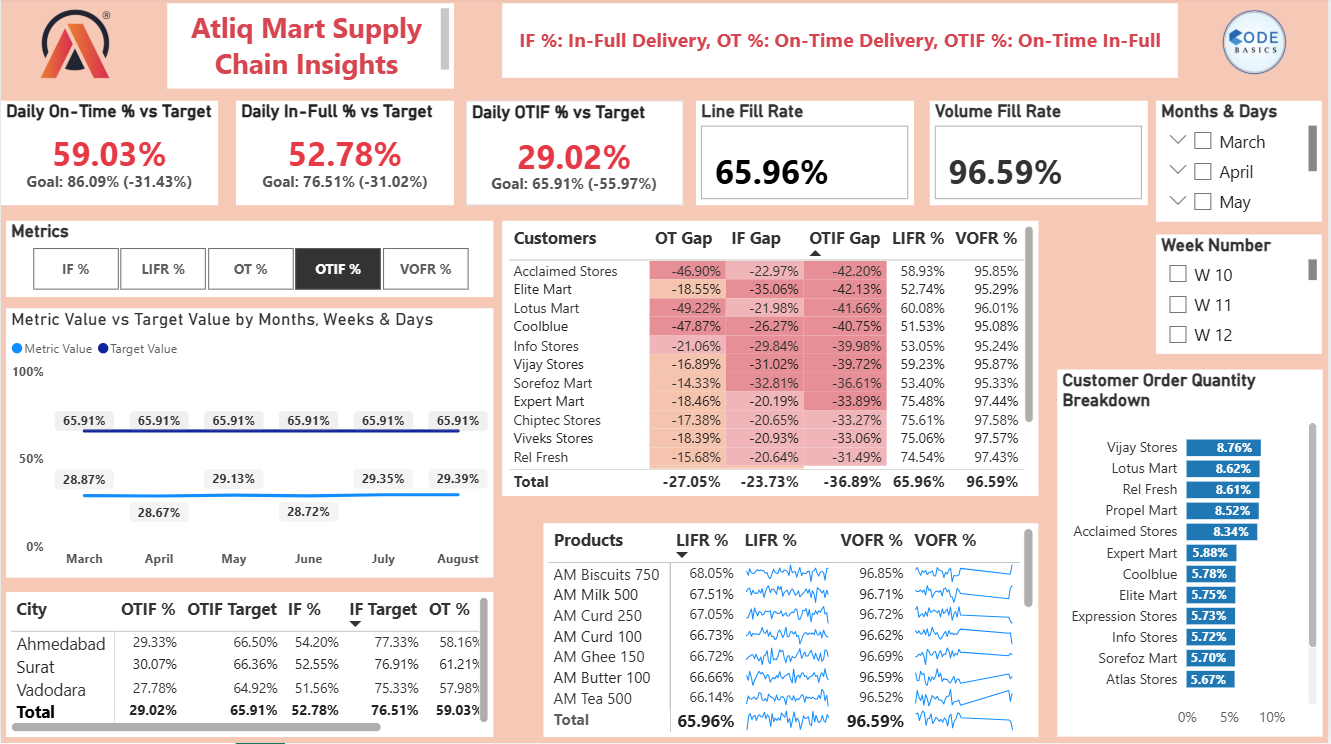 Atliq Mart Supply
Chain Insights
IF %: In-Full Delivery, OT %: On-Time Delivery, OTIF %: On-Time In-Full
CODE
BASICS
Daily On-Time % vs Target
59.03%
Goal: 86.09% (-31.43%)
Daily In-Full % vs Target
52.78%
Goal: 76.51% (-31.02%)
Daily OTIF % vs Target
29.02%
Goal: 65.91% (-55.97%)
Line Fill Rate
65.96%
Volume Fill Rate
96.59%
Months & Days
March
April
May
Metrics
IF % LIFR % OT % OTIF % VOFR %
Week Number
W 10
W 11
W 12
Metric Value vs Target Value by Months, Weeks & Days
Metric Value Target Value
100%
65.91% 65.91% 65.91% 65.91% 65.91% 65.91%
50%
28.87% 29.13% 29.35% 29.39%
28.67% 28.72%
0%
March April May June July August
Customers OT Gap IF Gap OTIF Gap LIFR % VOFR %
Acclaimed Stores -46.90% -22.97% -42.20% 58.93% 95.85%
Elite Mart -18.55% -35.06% -42.13% 52.74% 95.29%
Lotus Mart -49.22% -21.98% -41.66% 60.08% 96.01%
Coolblue -47.87% -26.27% -40.75% 51.53% 95.08%
Info Stores -21.06% -29.84% -39.98% 53.05% 95.24%
Vijay Stores -16.89% -31.02% -39.72% 59.23% 95.87%
Sorefoz Mart -14.33% -32.81% -36.61% 53.40% 95.33%
Expert Mart -18.46% -20.19% -33.89% 75.48% 97.44%
Chiptec Stores -17.38% -20.65% -33.27% 75.61% 97.58%
Viveks Stores -18.39% -20.93% -33.06% 75.06% 97.57%
Rel Fresh -15.68% -20.64% -31.49% 74.54% 97.43%
Total -27.05% -23.73% -36.89% 65.96% 96.59%
Customer Order Quantity
Breakdown
Vijay Stores 8.76%
Lotus Mart 8.62%
Rel Fresh 8.61%
Propel Mart 8.52%
Acclaimed Stores 8.34%
Expert Mart 5.88%
Coolblue 5.78%
Elite Mart 5.75%
Expression Stores 5.73%
Info Stores 5.72%
Sorefoz Mart 5.70%
Atlas Stores 5.67%
0% 5% 10%
City OTIF % OTIF Target IF % IF Target OT %
Ahmedabad 29.33% 66.50% 54.20% 77.33% 58.16%
Surat 30.07% 66.36% 52.55% 76.91% 61.21%
Vadodara 27.78% 64.92% 51.56% 75.33% 57.98%
Total 29.02% 65.91% 52.78% 76.51% 59.03%
Products LIFR % LIFR % VOFR % VOFR %
AM Biscuits 750 68.05% 96.85%
AM Milk 500 67.51% 96.71%
AM Curd 250 67.05% 96.72%
AM Curd 100 66.73% 96.62%
AM Ghee 150 66.72% 96.69%
AM Butter 100 66.66% 96.59%
AM Tea 500 66.14% 96.52%
Total 65.96% 96.59%